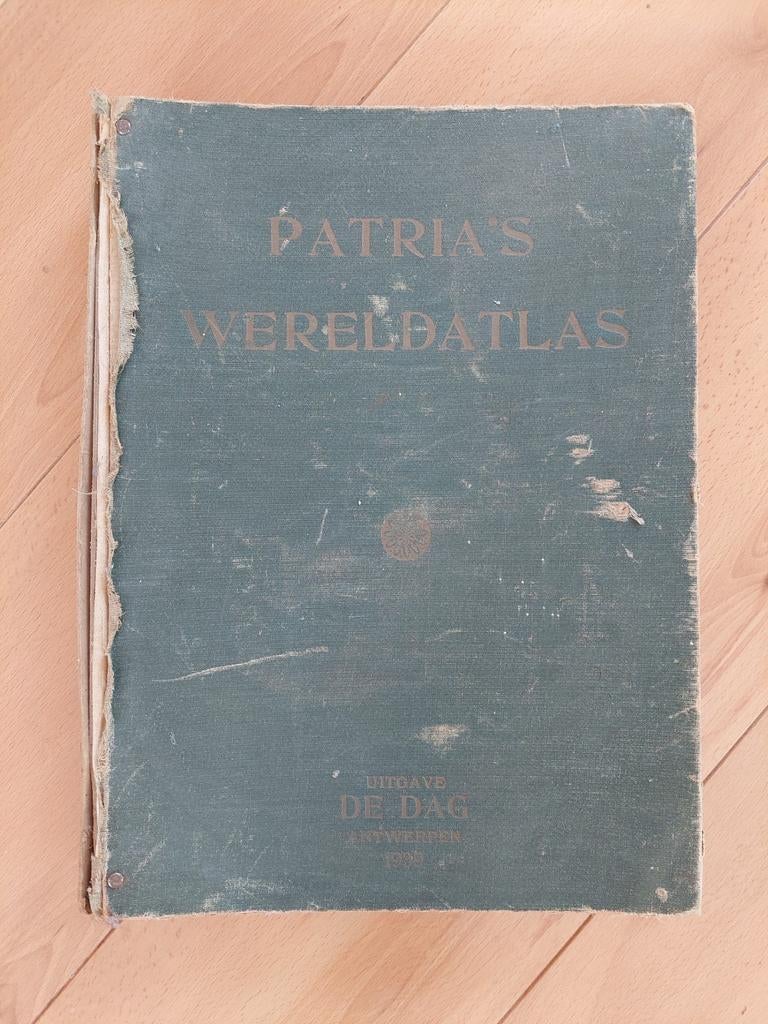 PATRIA'S
WERELDATLAS
UITGAVE
DE DAG
ANTWERPEN